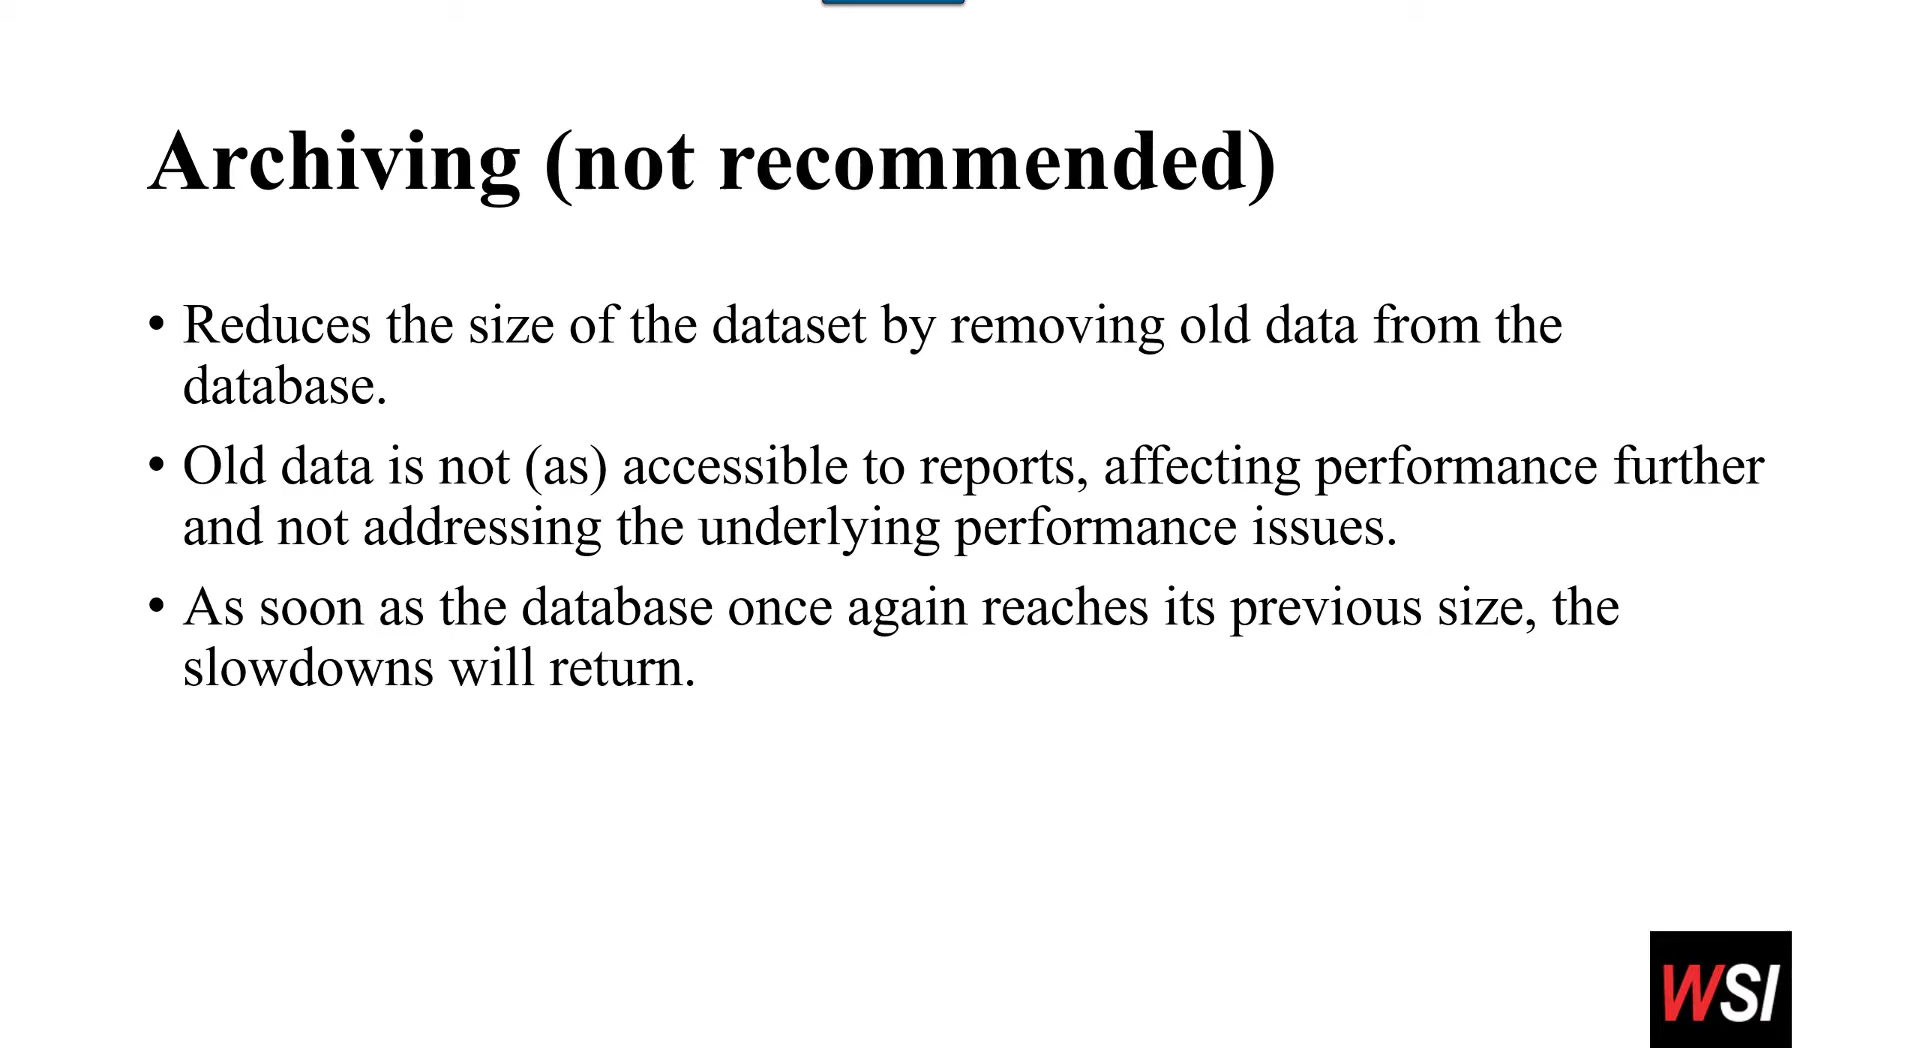 Archiving (not recommended)
• Reduces the size of the dataset by removing old data from the
database.
• Old data is not (as) accessible to reports, affecting performance further
and not addressing the underlying performance issues.
• As soon as the database once again reaches its previous size, the
slowdowns will return.
WSI